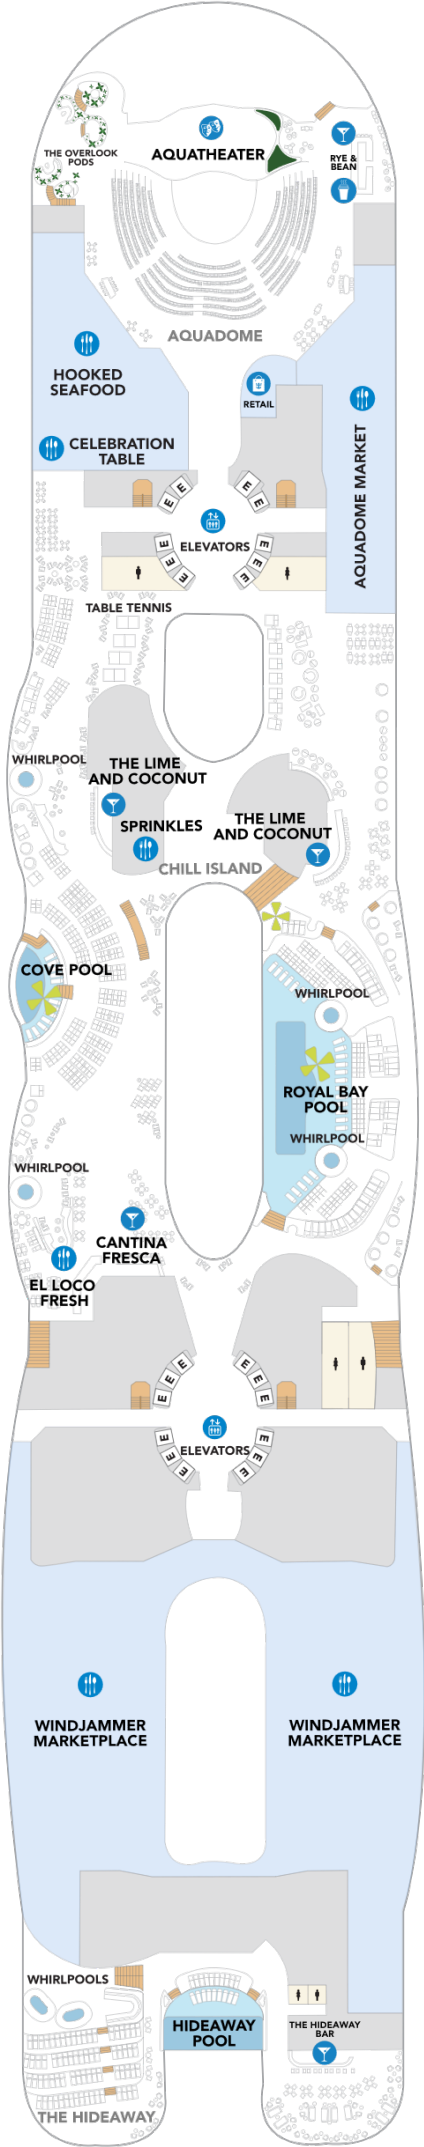 THE OVERLOOK
PODS
AQUATHEATER
RYE &
BEAN
AQUADOME
HOOKED
SEAFOOD
RETAIL
CELEBRATION
TABLE
AQUADOME MARKET
E
E
E
E
E
E
ELEVATORS
E
E
E
E
E
E
TABLE TENNIS
WHIRLPOOL
THE LIME
AND COCONUT
THE LIME
AND COCONUT
SPRINKLES
CHILL ISLAND
COVE POOL
WHIRLPOOL
ROYAL BAY
POOL
WHIRLPOOL
WHIRLPOOL
CANTINA
FRESCA
EL LOCO
FRESH
E
E
E
E
E
E
ELEVATORS
E
E
E
E
E
E
WINDJAMMER
MARKETPLACE
WINDJAMMER
MARKETPLACE
WHIRLPOOLS
HIDEAWAY
POOL
THE HIDEAWAY
BAR
THE HIDEAWAY